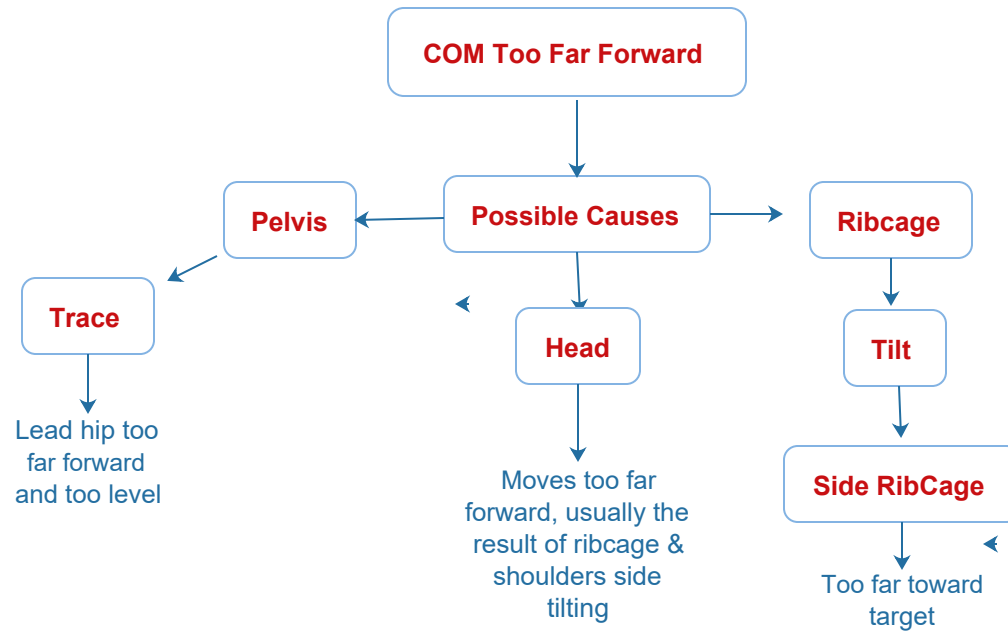 COM Too Far Forward
Possible Causes
Pelvis
Ribcage
Trace
Head
Tilt
Lead hip too
far forward
and too level
Side RibCage
Moves too far
forward, usually the
result of ribcage &
shoulders side
tilting
Too far toward
target